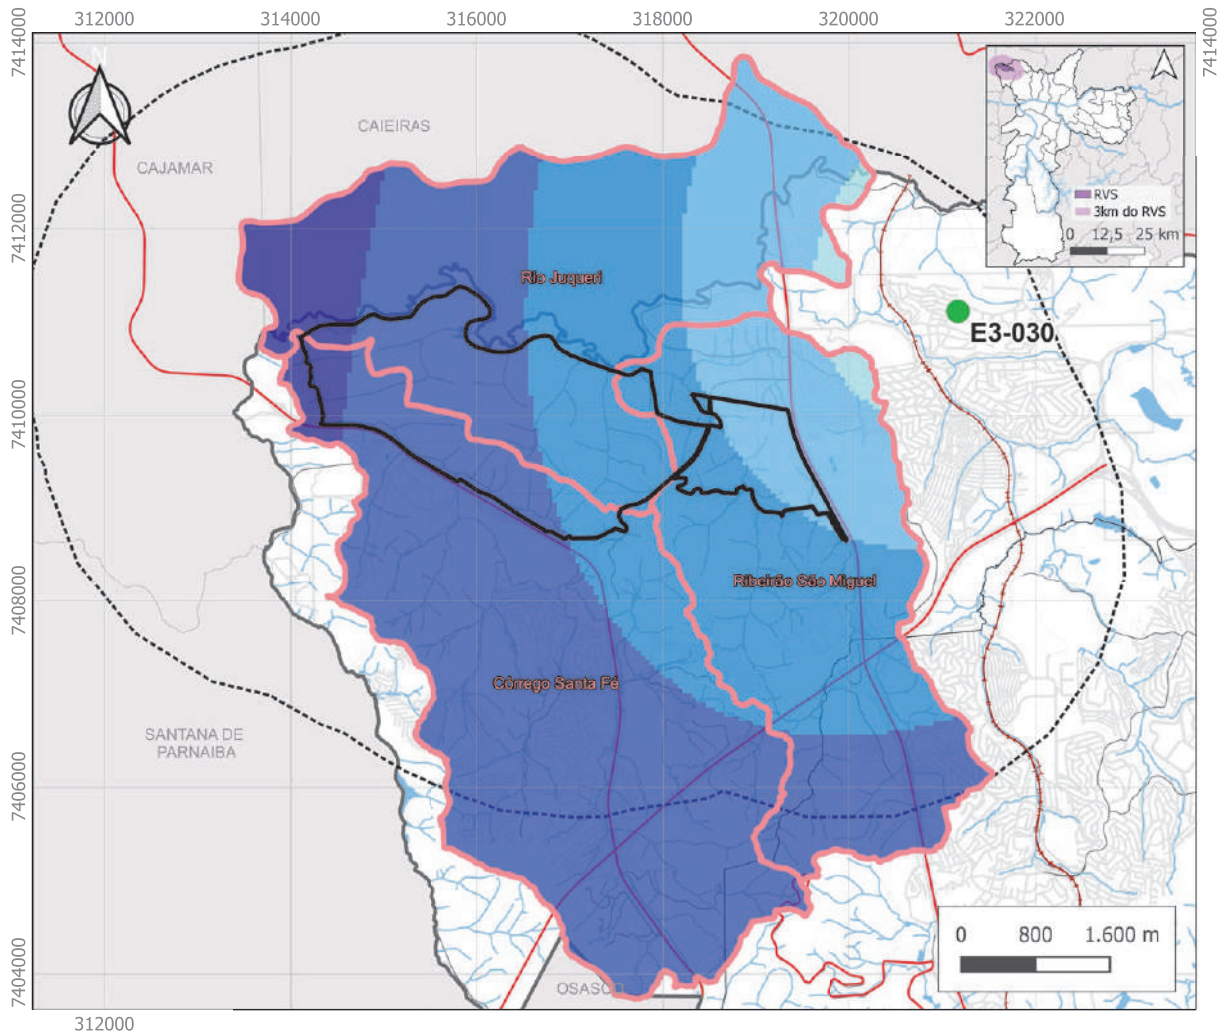 312000 314000 316000 318000 320000 322000
7414000
7414000
N
CAIEIRAS
CAJAMAR
RVS
3km do RVS
0 12,5 25 km
7412000
Rio Juqueri
E3-030
7410000
7408000
Ribeirão São Miguel
Córrego Santa Fé
SANTANA DE
PARNAIBA
7406000
0 800 1.600 m
7404000
OSASCO
312000